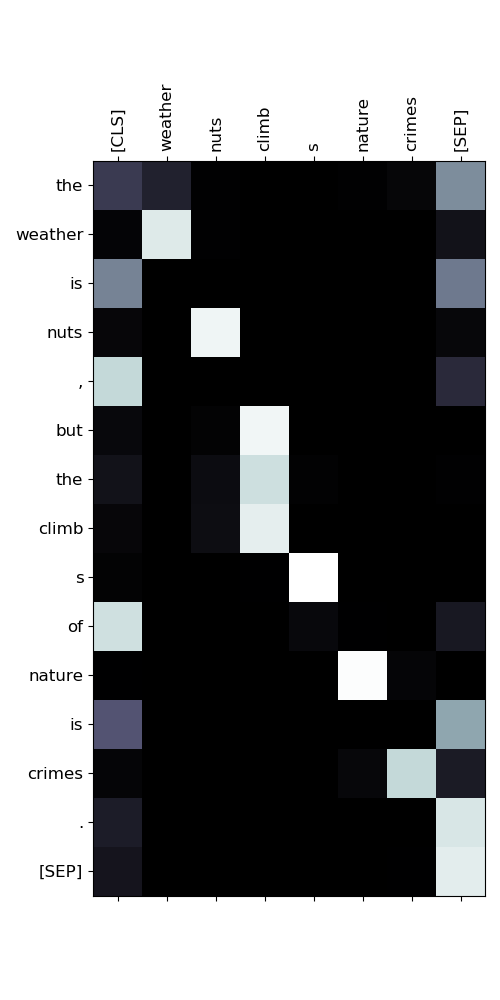 [CLS] weather nuts climb s nature crimes [SEP]
the
weather
is
nuts
,
but
the
climb
s
of
nature
is
crimes
.
[SEP]